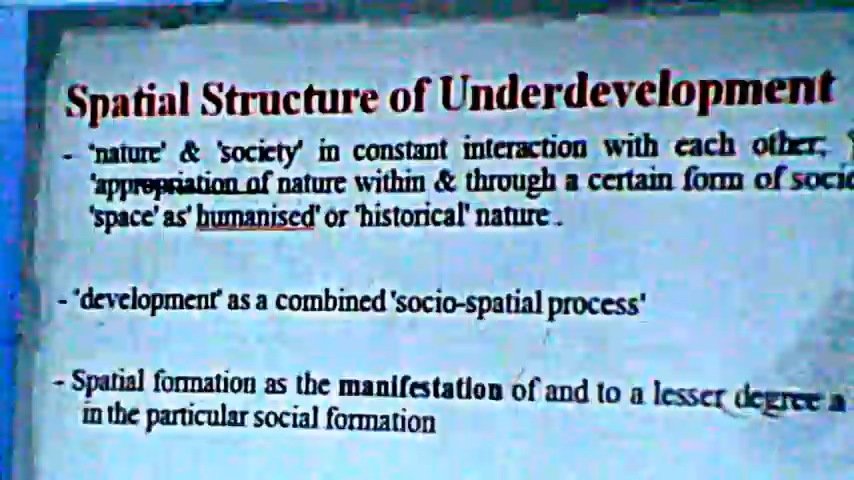 Spatial Structure of Underdevelopment
- 'nature' & 'society' in constant interaction with each other,
'appropriation of nature within & through a certain form of
'space' as' humanised' or 'historical' nature .
- 'development' as a combined 'socio-spatial process'
- Spatial formation as the manifestation of and to a lesser degree a
in the particular social formation